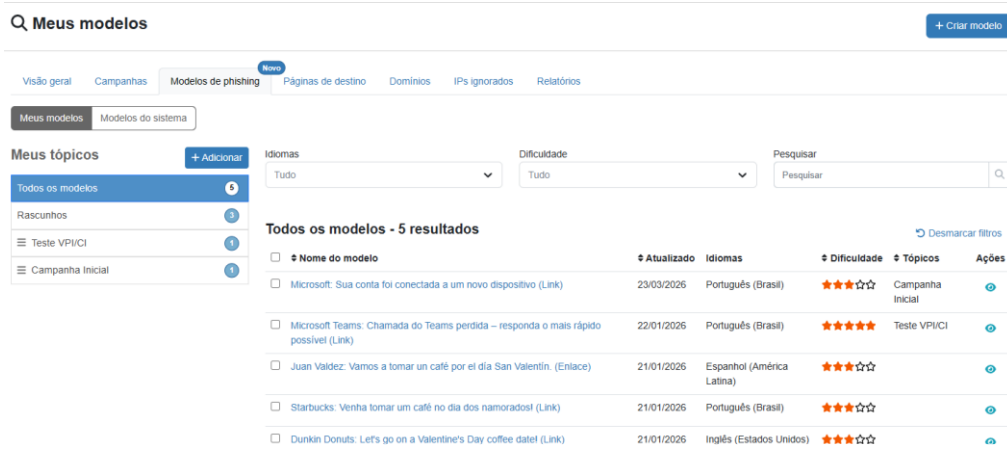 Meus modelos
+ Criar modelo
Novo
Visão geral Campanhas Modelos de phishing Páginas de destino Domínios IPs ignorados Relatórios
Meus modelos Modelos do sistema
Meus tópicos + Adicionar
Todos os modelos 5
Rascunhos 3
Teste VPI/CI 1
Campanha Inicial 1
Idiomas Dificuldade Pesquisar
Tudo Tudo Pesquisar
Todos os modelos - 5 resultados
Desmarcar filtros
Nome do modelo Atualizado Idiomas Dificuldade Tópicos Ações
Microsoft: Sua conta foi conectada a um novo dispositivo (Link) 23/03/2026 Português (Brasil) Campanha
Inicial
Microsoft Teams: Chamada do Teams perdida – responda o mais rápido 22/01/2026 Português (Brasil) Teste VPI/CI
possível (Link)
Juan Valdez: Vamos a tomar un café por el día San Valentín. (Enlace) 21/01/2026 Espanhol (América
Latina)
Starbucks: Venha tomar um café no dia dos namorados! (Link) 21/01/2026 Português (Brasil)
Dunkin Donuts: Let's go on a Valentine's Day coffee date! (Link) 21/01/2026 Inglês (Estados Unidos)